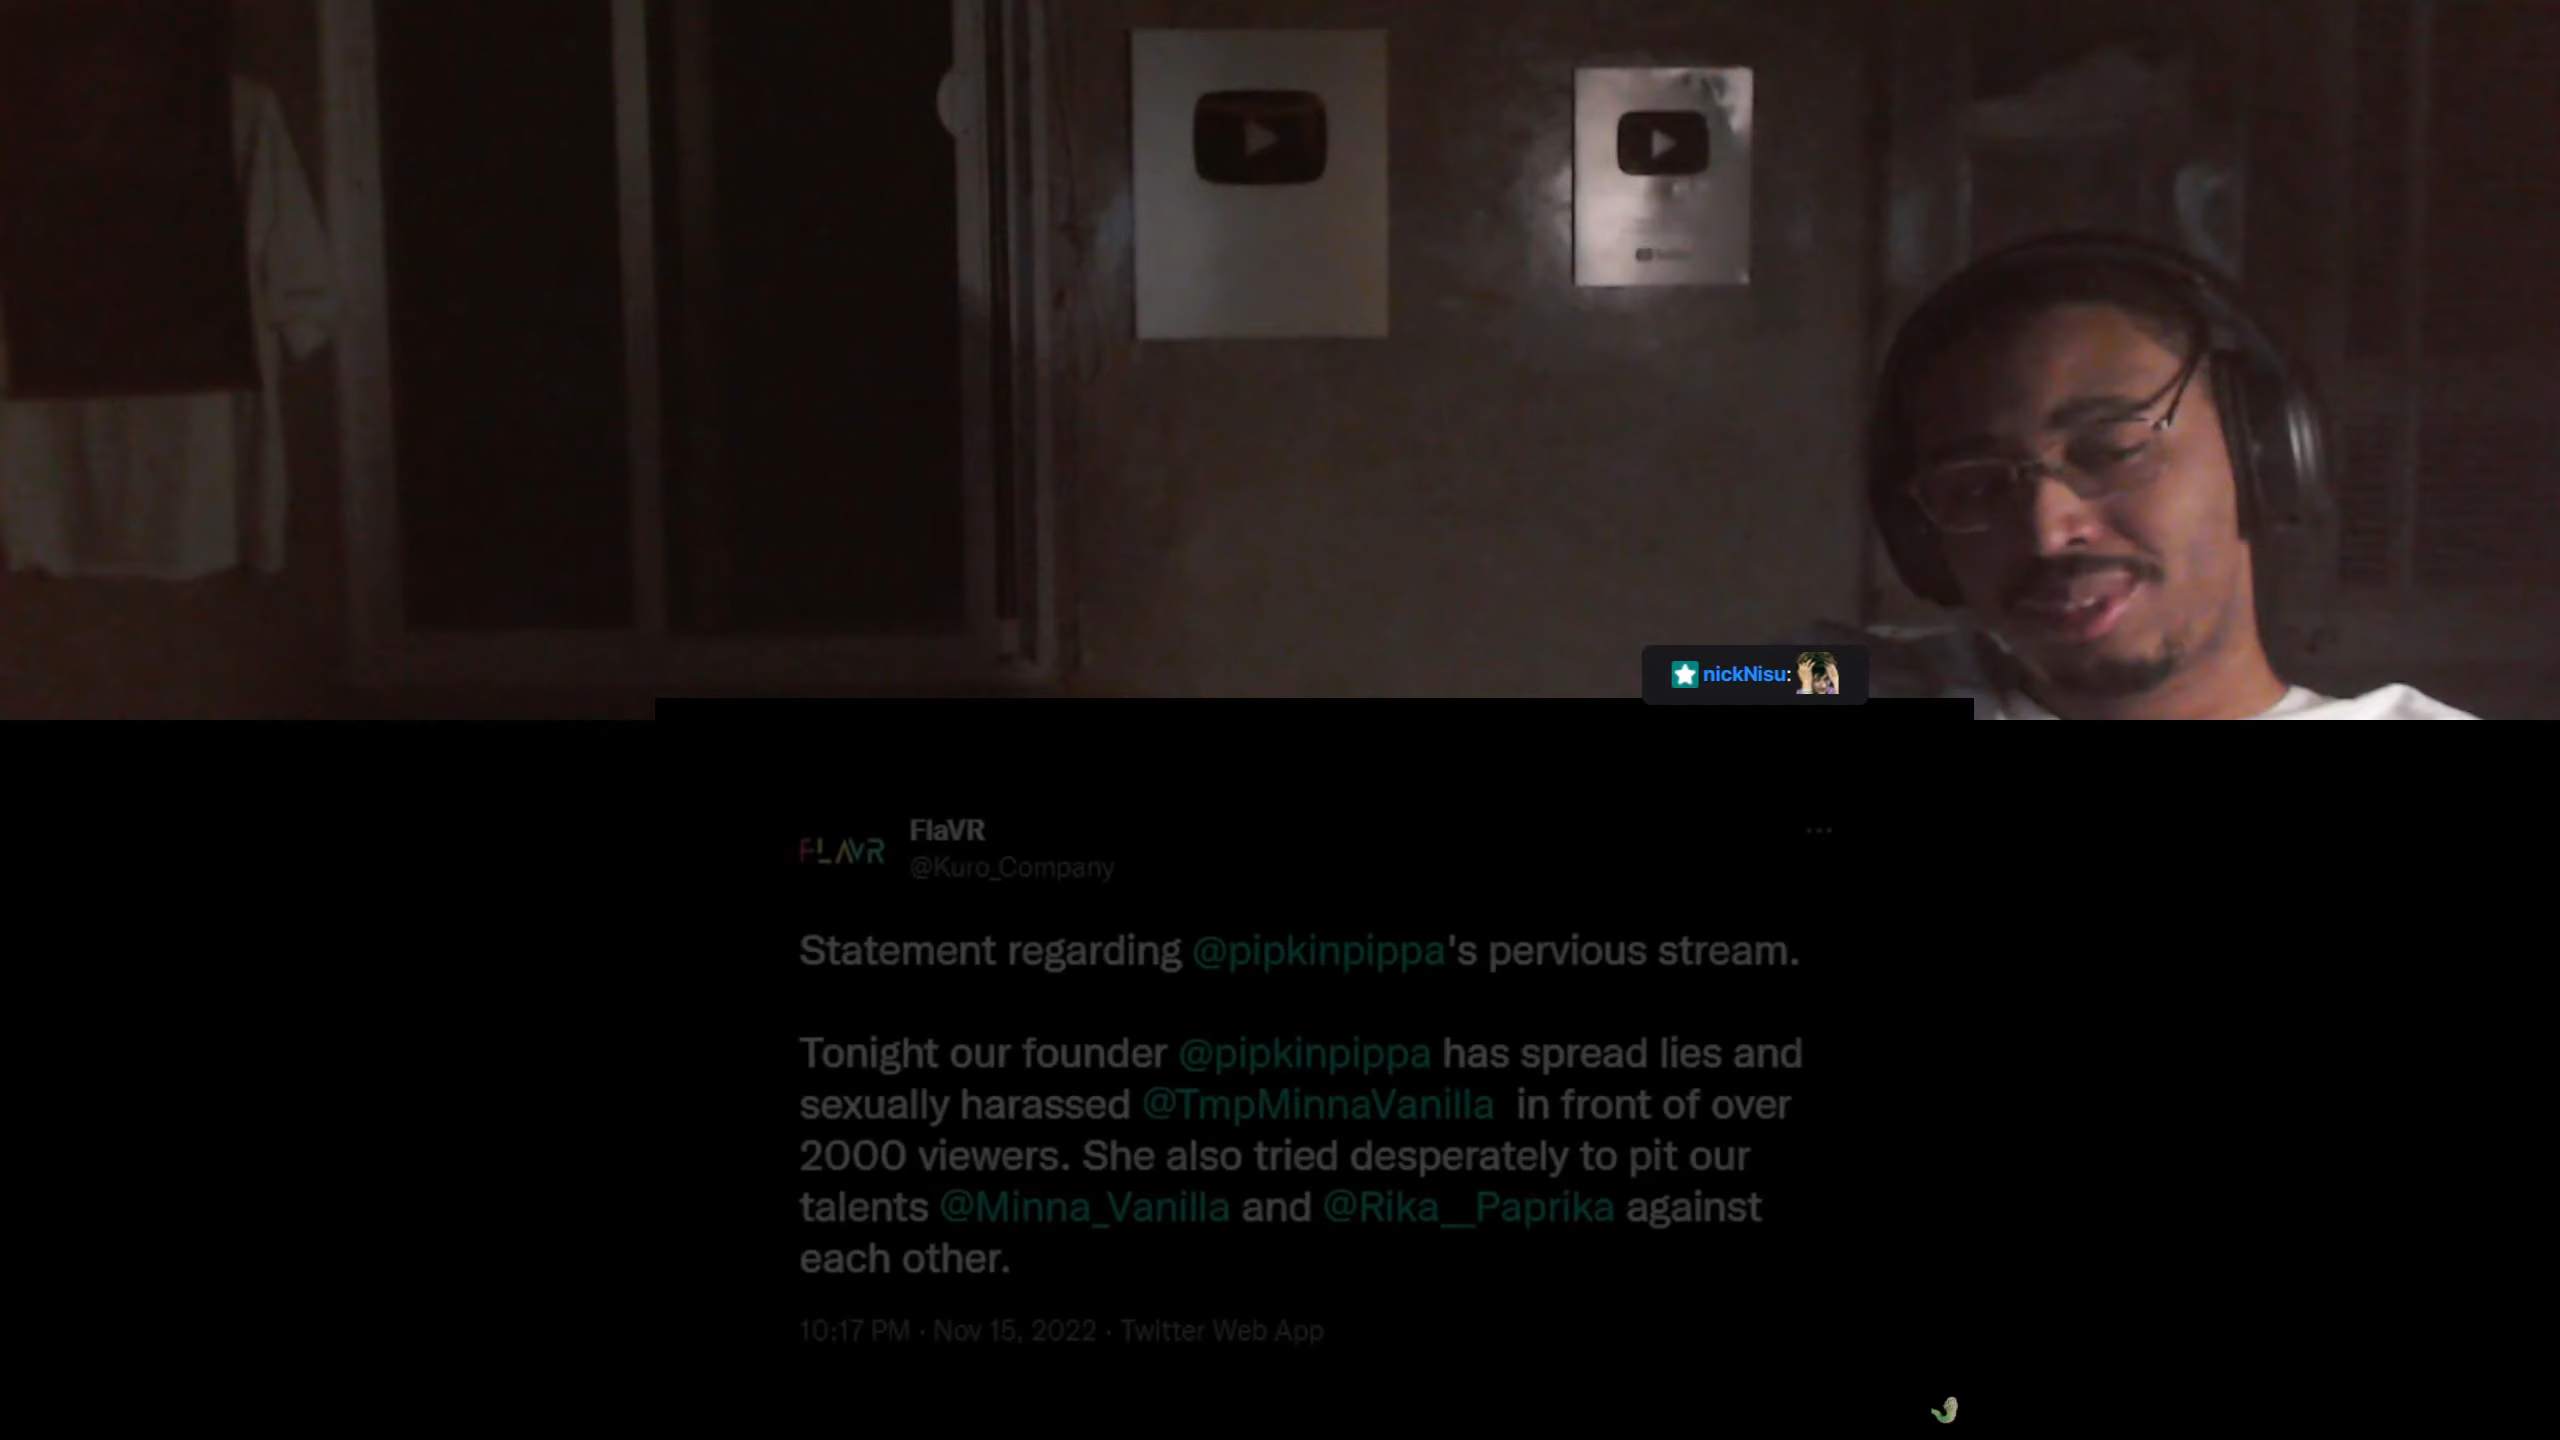 nickNisu:
FLAVR
FlaVR
@Kuro_Company
Statement regarding @pipkinpippa's pervious stream.
Tonight our founder @pipkinpippa has spread lies and
sexually harassed @TmpMinnaVanilla in front of over
2000 viewers. She also tried desperately to pit our
talents @Minna_Vanilla and @Rika__Paprika against
each other.
10:17 PM · Nov 15, 2022 · Twitter Web App